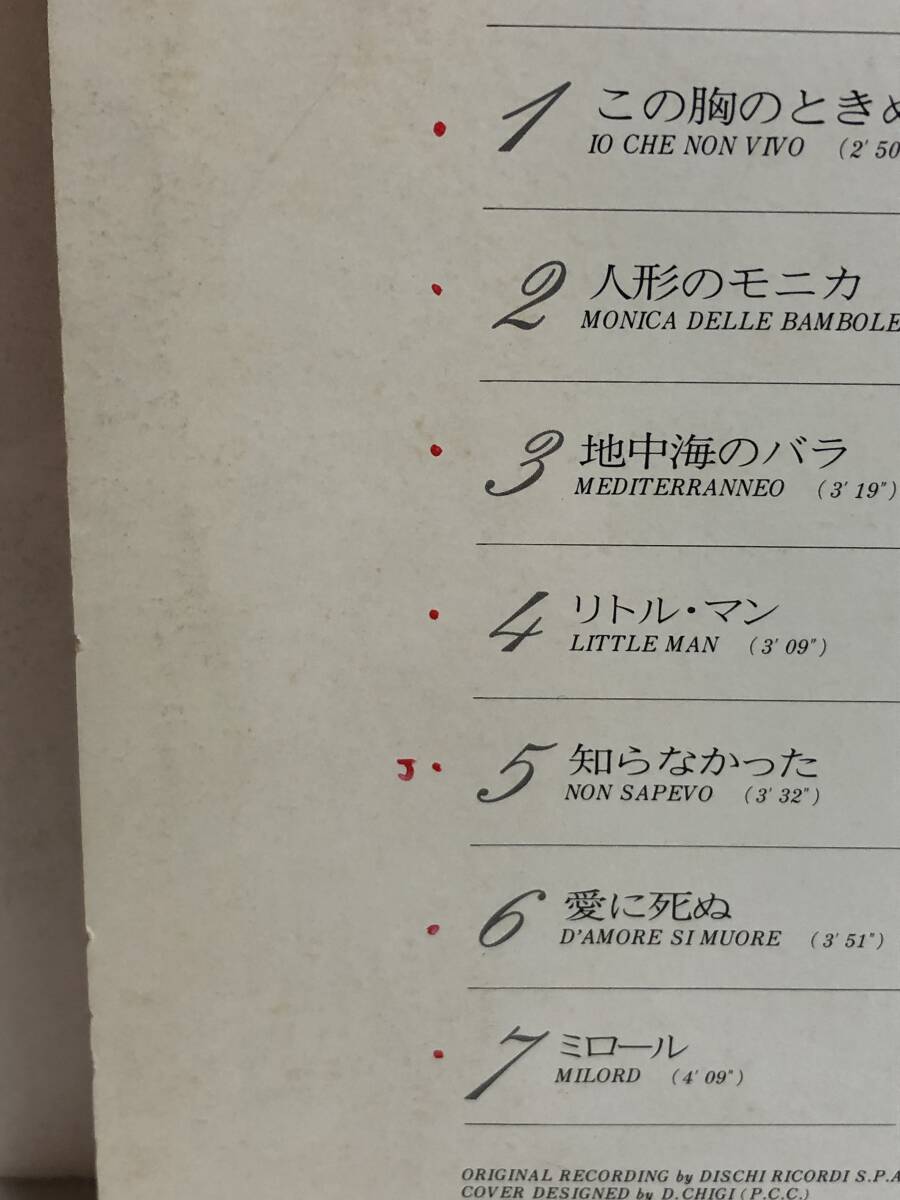 1 この胸のときめ
IO CHE NON VIVO (2'50
2 人形のモニカ
MONICA DELLE BAMBOLE
3 地中海のバラ
MEDITERRANNEO (3'19")
4 リトル・マン
LITTLE MAN (3'09")
J 5 知らなかった
NON SAPEVO (3'32")
6 愛に死ぬ
D'AMORE SI MUORE (3'51")
7 ミロール
MILORD (4'09")
ORIGINAL RECORDING by DISCHI RICORDI S.P.A
COVER DESIGNED by D.CHIGI (P.C.C.)